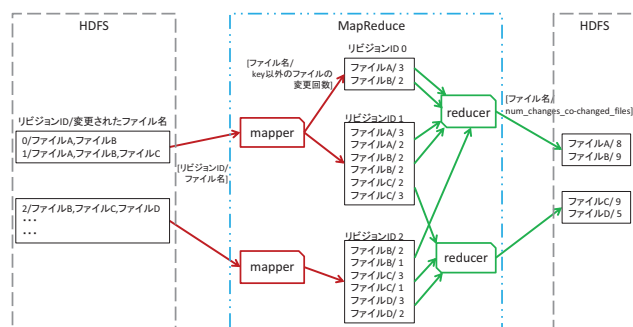 HDFS
MapReduce
HDFS
リビジョンID/変更されたファイル名
0/ファイルA,ファイルB
1/ファイルA,ファイルB,ファイルC
[リビジョンID/
ファイル名]
2/ファイルB,ファイルC,ファイルD
・・・
・・・
mapper
mapper
[ファイル名/
key以外のファイルの
変更回数]
リビジョンID 0
ファイルA/ 3
ファイルB/ 2
リビジョンID 1
ファイルA/ 3
ファイルA/ 2
ファイルB/ 2
ファイルB/ 2
ファイルC/ 2
ファイルC/ 3
リビジョンID 2
ファイルB/ 2
ファイルB/ 1
ファイルC/ 3
ファイルC/ 1
ファイルD/ 3
ファイルD/ 2
reducer
reducer
[ファイル名/
num_changes_co-changed_files]
ファイルA/ 8
ファイルB/ 9
ファイルC/ 9
ファイルD/ 5